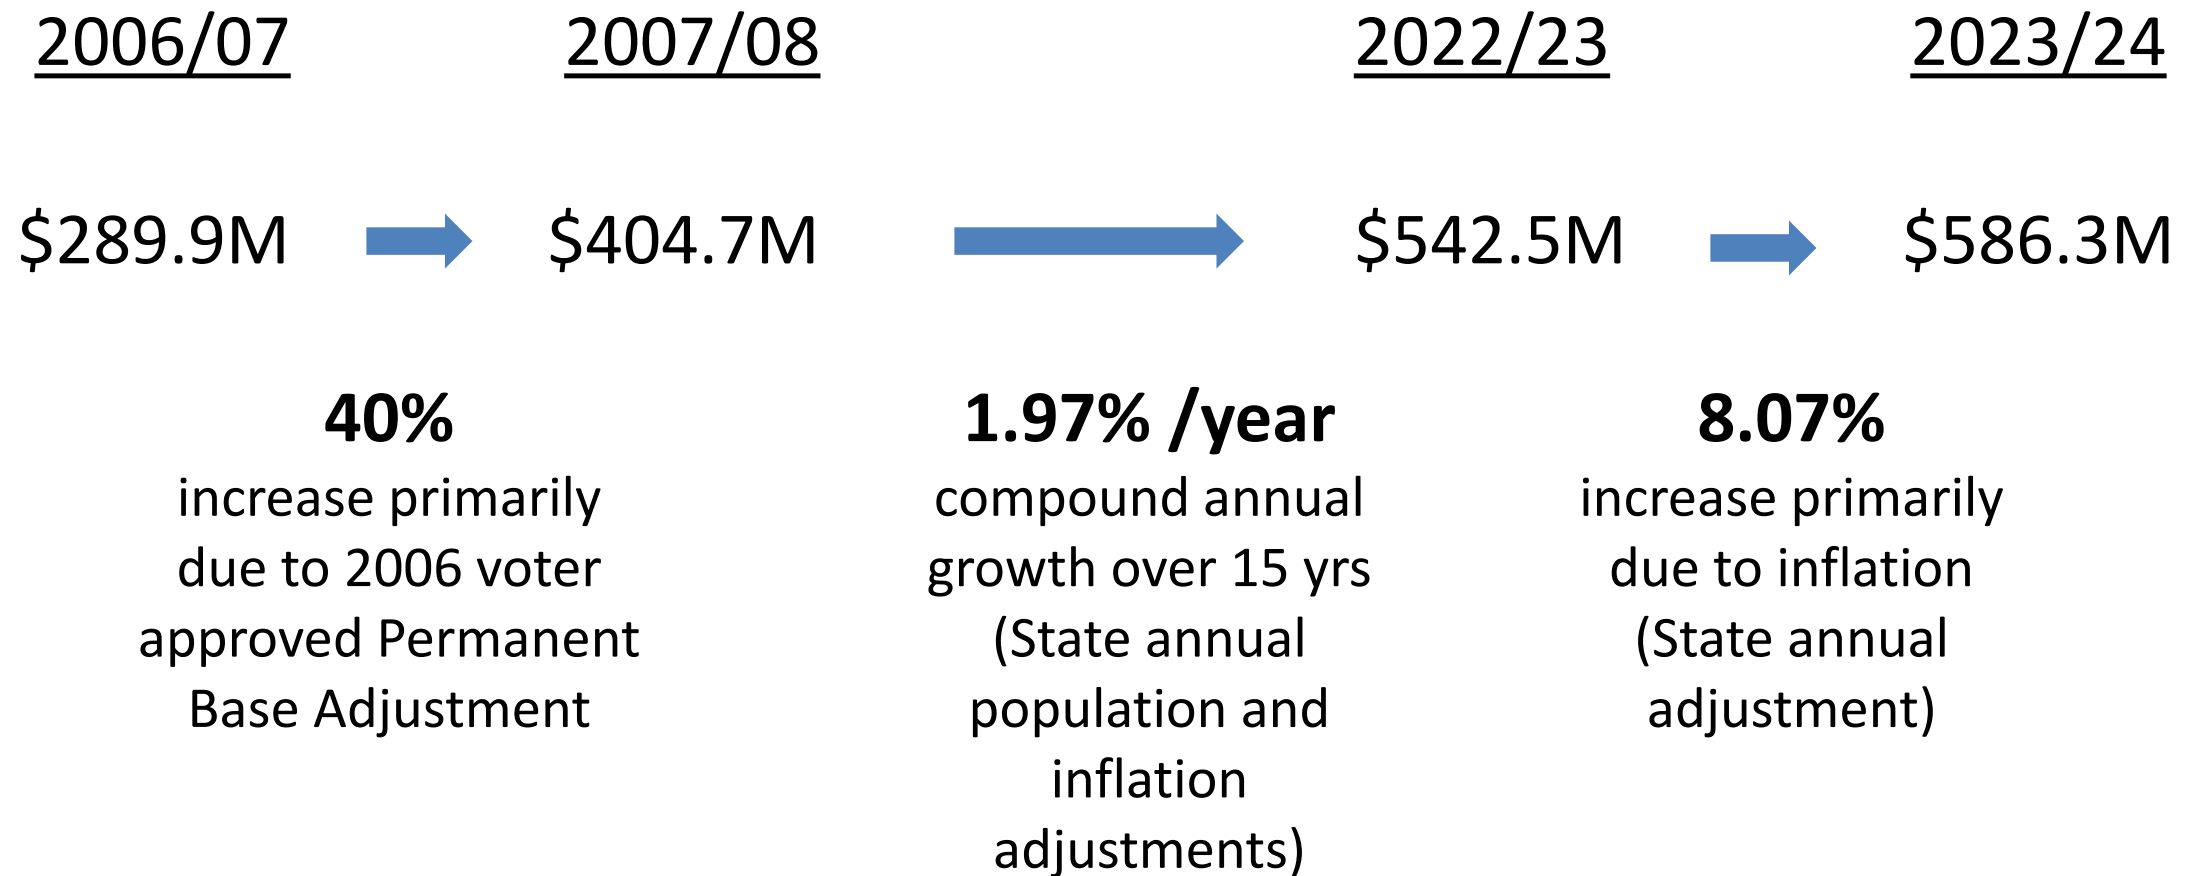 2006/07 2007/08 2022/23 2023/24
$289.9M $404.7M $542.5M $586.3M
40%
increase primarily
due to 2006 voter
approved Permanent
Base Adjustment
1.97% /year
compound annual
growth over 15 yrs
(State annual
population and
inflation
adjustments)
8.07%
increase primarily
due to inflation
(State annual
adjustment)